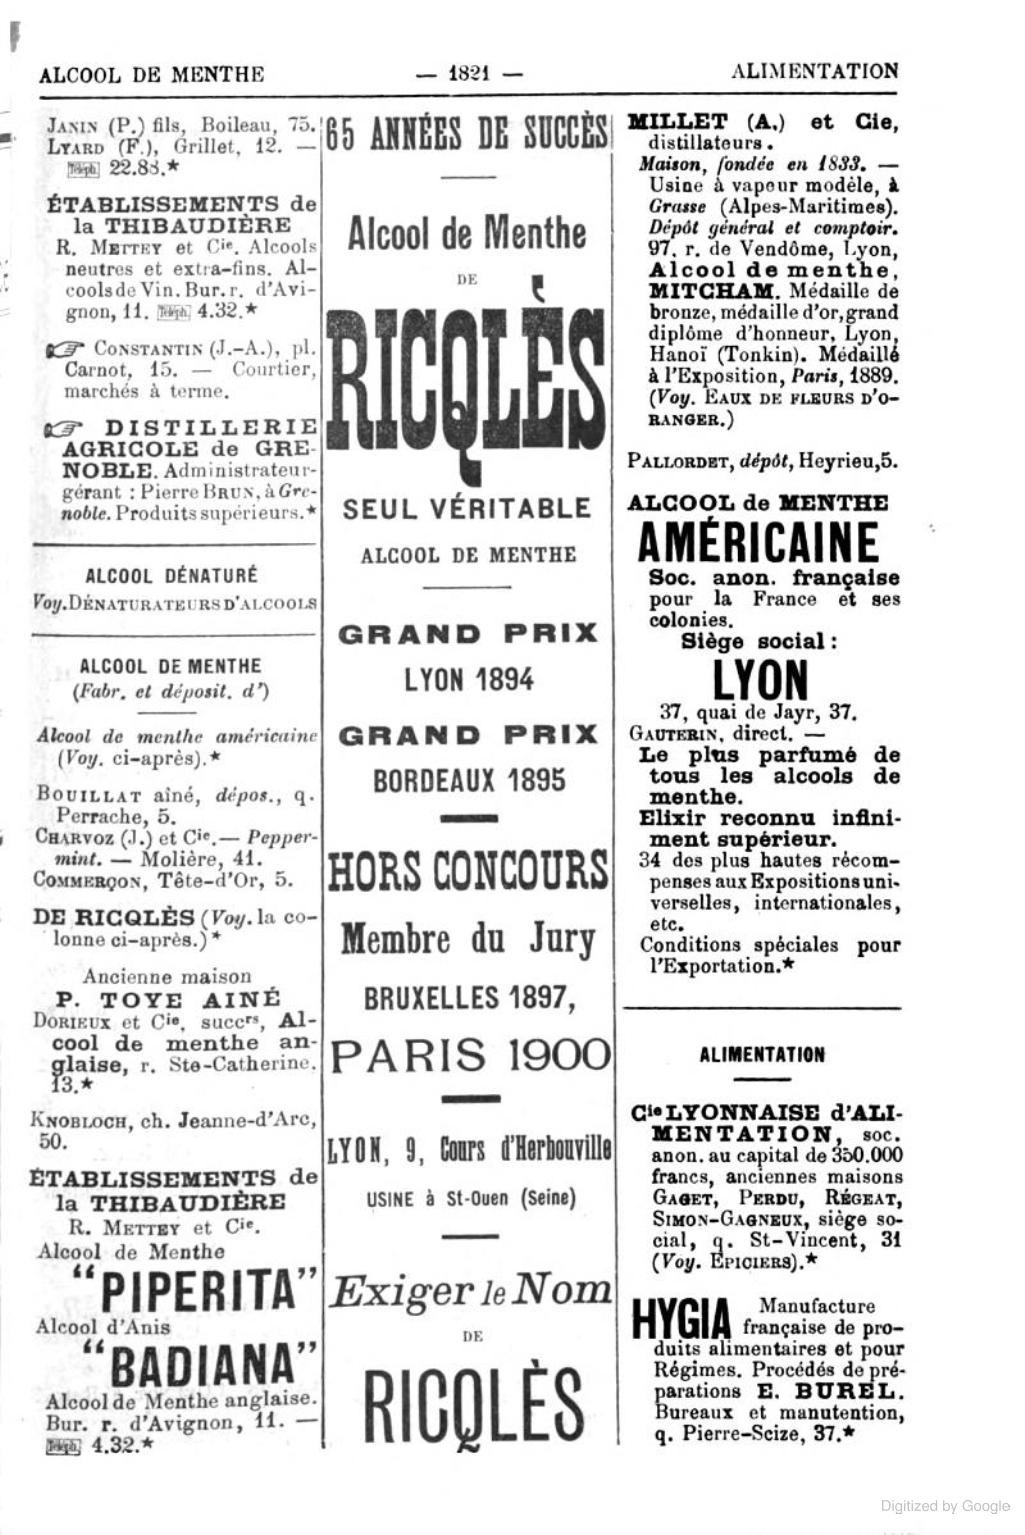 ALCOOL DE MENTHE — 1821 — ALIMENTATION
JANIN (P.) fils, Boileau, 75.
LYARD (F.), Grillet, 12. —
Téléph. 22.88.★
ÉTABLISSEMENTS de
la THIBAUDIÈRE
R. METTEY et Cie. Alcools
neutres et extra-fins. Al-
cools de Vin. Bur. r. d'Avi-
gnon, 11. Téléph. 4.32.★
☞ CONSTANTIN (J.-A.), pl.
Carnot, 15. — Courtier,
marchés à terme.
☞ DISTILLERIE
AGRICOLE de GRE-
NOBLE. Administrateur-
gérant : Pierre BRUN, à Gre-
noble. Produits supérieurs.★
ALCOOL DÉNATURÉ
Voy. DÉNATURATEURS D'ALCOOLS
ALCOOL DE MENTHE
(Fabr. et déposit. d')
Alcool de menthe américaine
(Voy. ci-après).★
BOUILLAT aîné, dépos., q.
Perrache, 5.
CHARVOZ (J.) et Cie. — Pepper-
mint. — Molière, 41.
COMMERÇON, Tête-d'Or, 5.
DE RICQLÈS (Voy. la co-
lonne ci-après.)★
Ancienne maison
P. TOYE AINÉ
DORIEUX et Cie, succrs, Al-
cool de menthe an-
glaise, r. Ste-Catherine.
13.★
KNOBLOCH, ch. Jeanne-d'Arc,
50.
ÉTABLISSEMENTS de
la THIBAUDIÈRE
R. METTEY et Cie.
Alcool de Menthe
“PIPERITA”
Alcool d'Anis
“BADIANA”
Alcool de Menthe anglaise.
Bur. r. d'Avignon, 11. —
Téléph. 4.32.★
65 ANNÉES DE SUCCÈS
Alcool de Menthe
DE
RICQLÈS
SEUL VÉRITABLE
ALCOOL DE MENTHE
GRAND PRIX
LYON 1894
GRAND PRIX
BORDEAUX 1895
HORS CONCOURS
Membre du Jury
BRUXELLES 1897,
PARIS 1900
LYON, 9, Cours d'Herbouville
USINE à St-Ouen (Seine)
Exiger le Nom
DE
RICQLÈS
MILLET (A.) et Cie,
distillateurs.
Maison, fondée en 1833. —
Usine à vapeur modèle, à
Grasse (Alpes-Maritimes).
Dépôt général et comptoir.
97, r. de Vendôme, Lyon,
Alcool de menthe,
MITCHAM. Médaille de
bronze, médaille d'or, grand
diplôme d'honneur, Lyon,
Hanoï (Tonkin). Médaillé
à l'Exposition, Paris, 1889.
(Voy. EAUX DE FLEURS D'O-
RANGER.)
PALLORDET, dépôt, Heyrieu, 5.
ALCOOL de MENTHE
AMÉRICAINE
Soc. anon. française
pour la France et ses
colonies.
Siège social :
LYON
37, quai de Jayr, 37.
GAUTERIN, direct. —
Le plus parfumé de
tous les alcools de
menthe.
Elixir reconnu infini-
ment supérieur.
34 des plus hautes récom-
penses aux Expositions uni-
verselles, internationales,
etc.
Conditions spéciales pour
l'Exportation.★
ALIMENTATION
Cie LYONNAISE d'ALI-
MENTATION, soc.
anon. au capital de 350.000
francs, anciennes maisons
GAGET, PERDU, RÉGEAT,
SIMON-GAGNEUX, siège so-
cial, q. St-Vincent, 31
(Voy. ÉPICIERS).★
HYGIA Manufacture
française de pro-
duits alimentaires et pour
Régimes. Procédés de pré-
parations E. BUREL.
Bureaux et manutention,
q. Pierre-Scize, 37.★
Digitized by Google